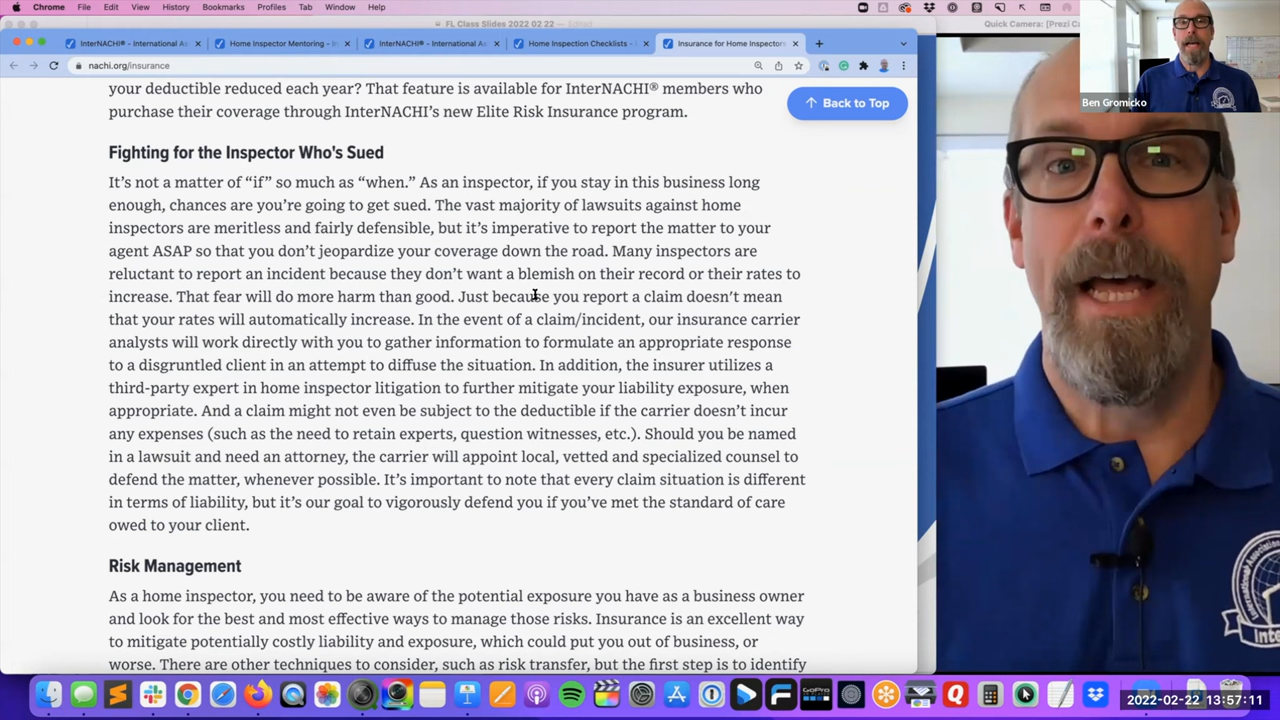 Chrome File Edit View History Bookmarks Profiles Tab Window Help
FL Class Slides 2022 02 22 — Edited
Quick Camera: [Prezi Ca
InterNACHI® - International As
Home Inspector Mentoring - In
InterNACHI® - International As
Home Inspection Checklists -
Insurance for Home Inspectors
nachi.org/insurance
Ben Gromicko
your deductible reduced each year? That feature is available for InterNACHI® members who
purchase their coverage through InterNACHI's new Elite Risk Insurance program.
Back to Top
Fighting for the Inspector Who's Sued
It's not a matter of “if” so much as “when.” As an inspector, if you stay in this business long
enough, chances are you're going to get sued. The vast majority of lawsuits against home
inspectors are meritless and fairly defensible, but it's imperative to report the matter to your
agent ASAP so that you don't jeopardize your coverage down the road. Many inspectors are
reluctant to report an incident because they don't want a blemish on their record or their rates to
increase. That fear will do more harm than good. Just because you report a claim doesn't mean
that your rates will automatically increase. In the event of a claim/incident, our insurance carrier
analysts will work directly with you to gather information to formulate an appropriate response
to a disgruntled client in an attempt to diffuse the situation. In addition, the insurer utilizes a
third-party expert in home inspector litigation to further mitigate your liability exposure, when
appropriate. And a claim might not even be subject to the deductible if the carrier doesn't incur
any expenses (such as the need to retain experts, question witnesses, etc.). Should you be named
in a lawsuit and need an attorney, the carrier will appoint local, vetted and specialized counsel to
defend the matter, whenever possible. It's important to note that every claim situation is different
in terms of liability, but it's our goal to vigorously defend you if you've met the standard of care
owed to your client.
Risk Management
As a home inspector, you need to be aware of the potential exposure you have as a business owner
and look for the best and most effective ways to manage those risks. Insurance is an excellent way
to mitigate potentially costly liability and exposure, which could put you out of business, or
worse. There are other techniques to consider, such as risk transfer, but the first step is to identify
International Association
Inte
GoPro
2022-02-22 13:57:11